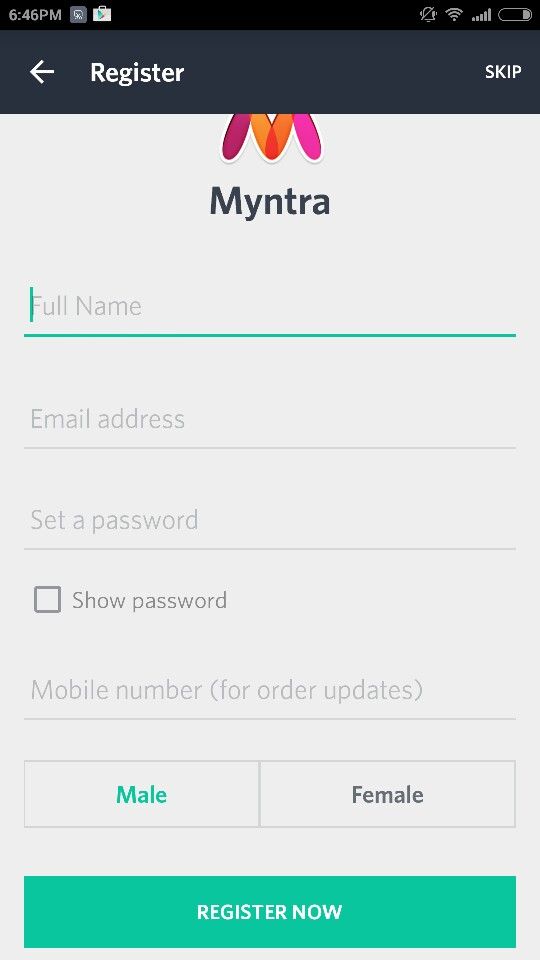 6:46PM
Register
SKIP
Myntra
Full Name
Email address
Set a password
Show password
Mobile number (for order updates)
Male Female
REGISTER NOW